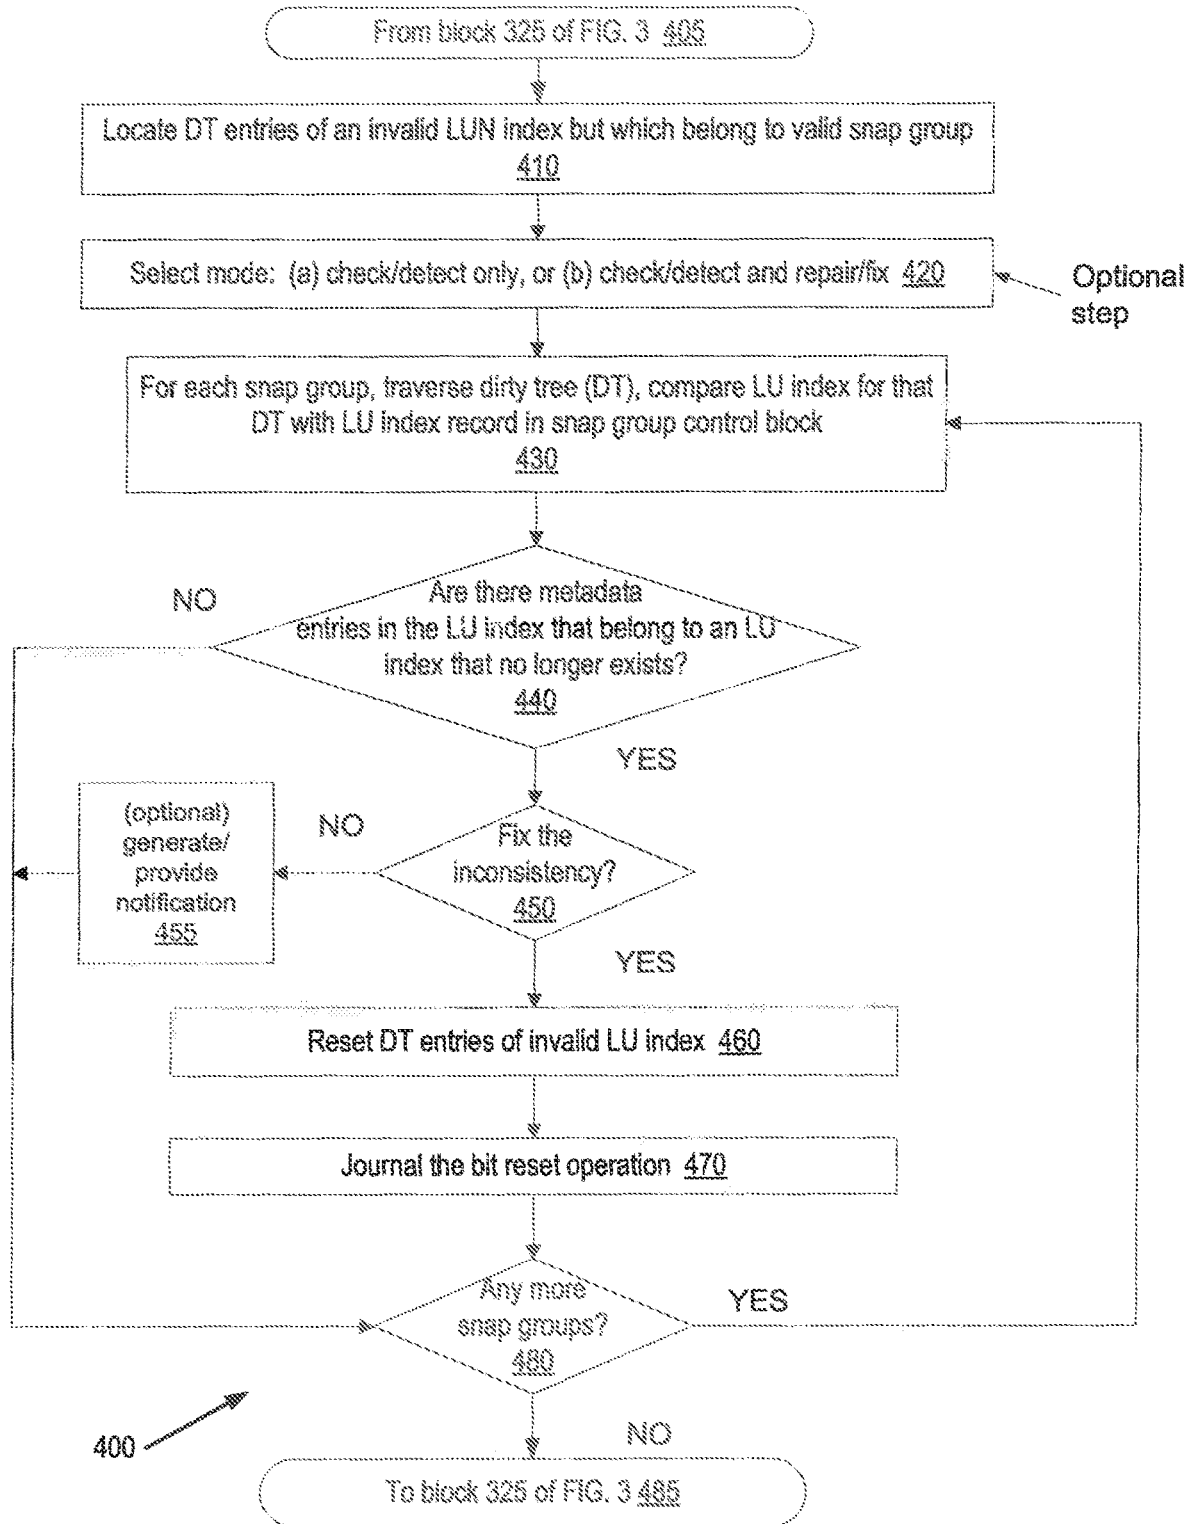 From block 325 of FIG. 3 405
Locate DT entries of an invalid LUN index but which belong to valid snap group
410
Select mode: (a) check/detect only, or (b) check/detect and repair/fix 420
Optional
step
For each snap group, traverse dirty tree (DT), compare LU index for that
DT with LU index record in snap group control block
430
NO
Are there metadata
entries in the LU index that belong to an LU
index that no longer exists?
440
YES
(optional)
generate/
provide
notification
455
NO
Fix the
inconsistency?
450
YES
Reset DT entries of invalid LU index 460
Journal the bit reset operation 470
Any more
snap groups?
480
YES
400
NO
To block 325 of FIG. 3 485